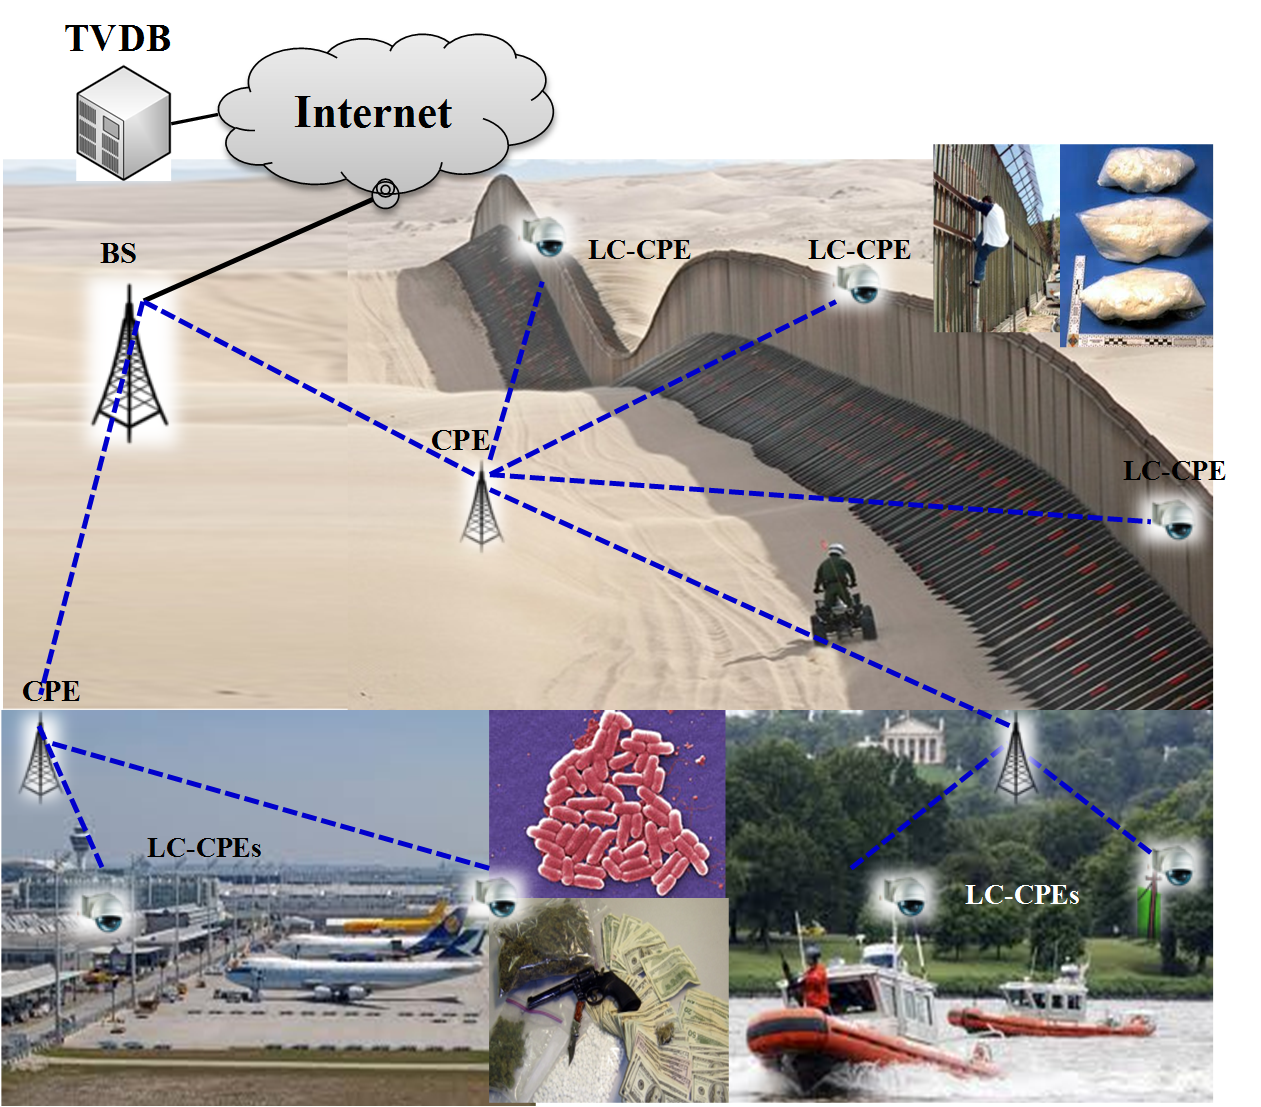 TVDB
Internet
BS
LC-CPE
LC-CPE
CPE
LC-CPE
CPE
LC-CPEs
LC-CPEs